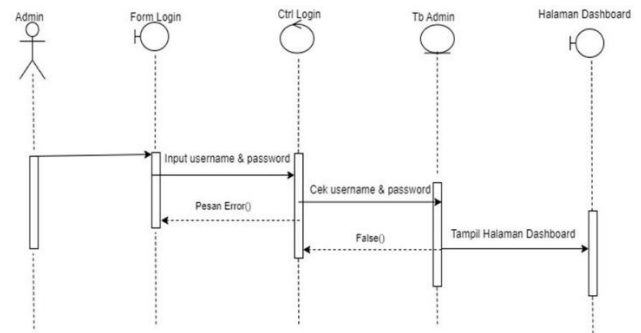 Admin
Form Login
Ctrl Login
Tb Admin
Halaman Dashboard
Input username & password
Cek username & password
Pesan Error()
Tampil Halaman Dashboard
False()